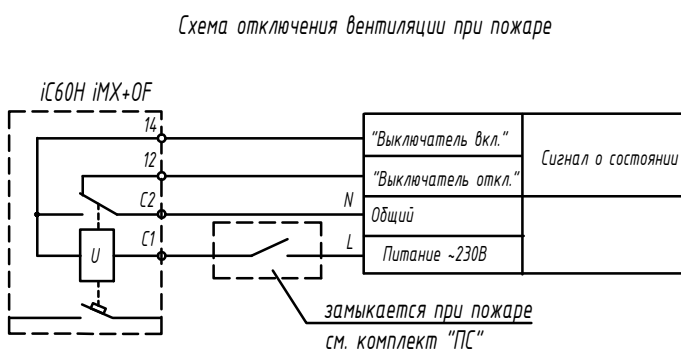 Схема отключения вентиляции при пожаре
iC60H iMX+OF
14
"Выключатель вкл."
Сигнал о состоянии
12
"Выключатель откл."
C2
N
Общий
U
C1
L
Питание ~230В
замыкается при пожаре
см. комплект "ПС"